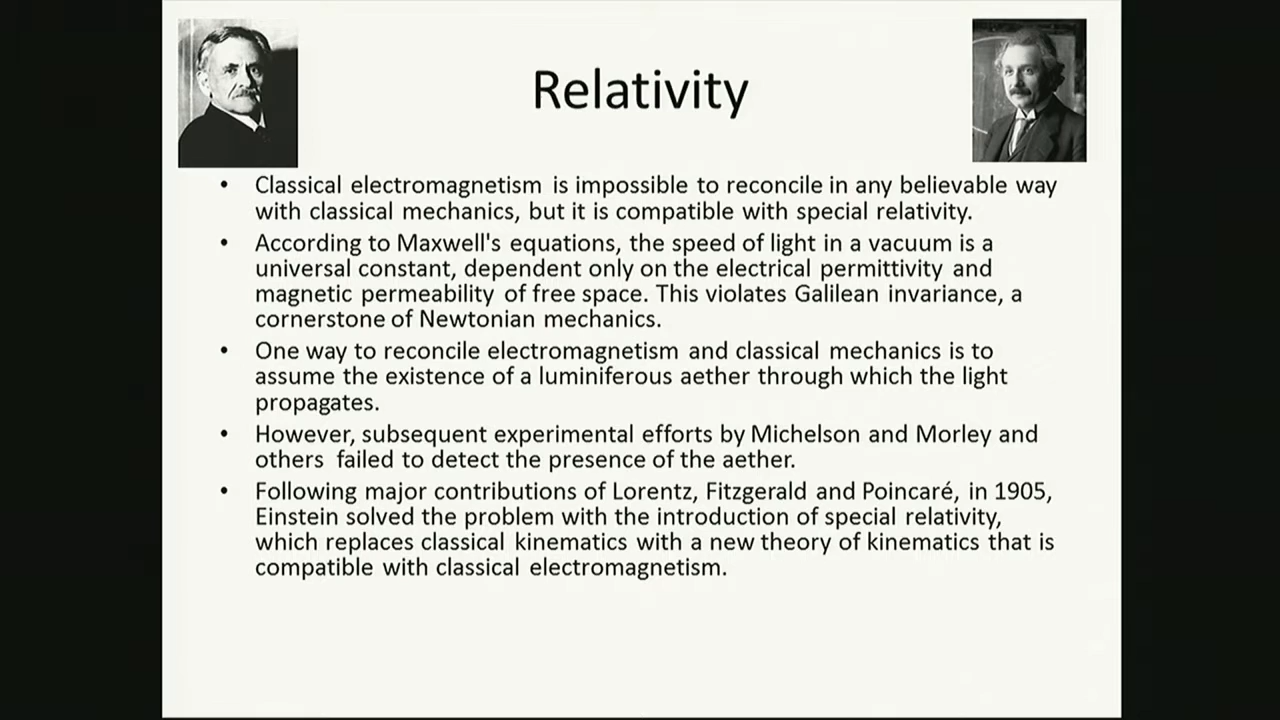 Relativity
• Classical electromagnetism is impossible to reconcile in any believable way
with classical mechanics, but it is compatible with special relativity.
• According to Maxwell's equations, the speed of light in a vacuum is a
universal constant, dependent only on the electrical permittivity and
magnetic permeability of free space. This violates Galilean invariance, a
cornerstone of Newtonian mechanics.
• One way to reconcile electromagnetism and classical mechanics is to
assume the existence of a luminiferous aether through which the light
propagates.
• However, subsequent experimental efforts by Michelson and Morley and
others failed to detect the presence of the aether.
• Following major contributions of Lorentz, Fitzgerald and Poincaré, in 1905,
Einstein solved the problem with the introduction of special relativity,
which replaces classical kinematics with a new theory of kinematics that is
compatible with classical electromagnetism.